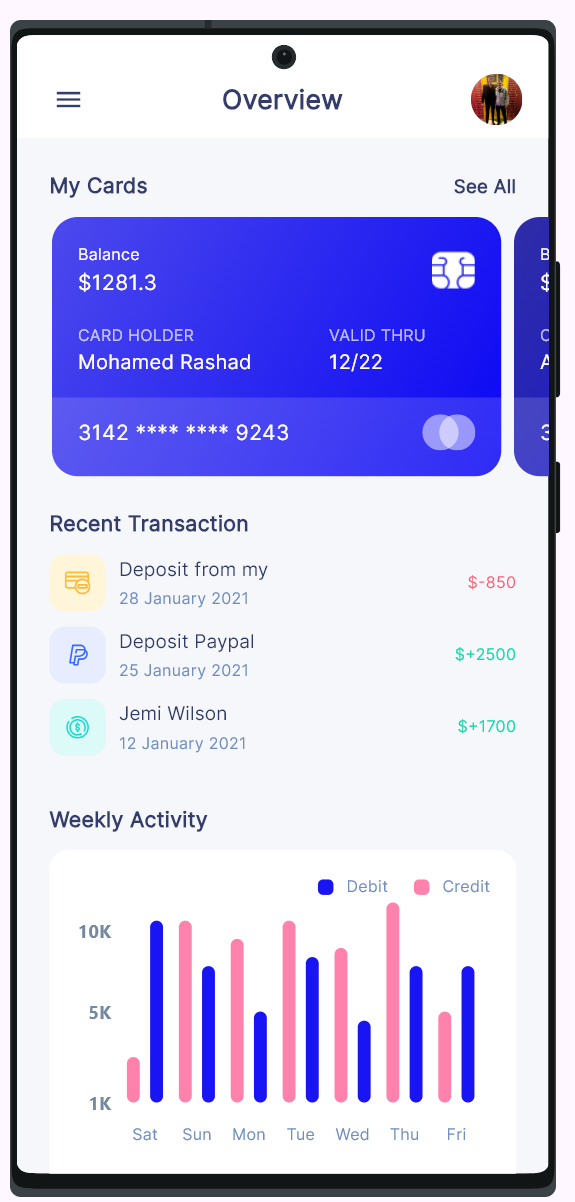 Overview
My Cards
See All
Balance
$1281.3
CARD HOLDER
VALID THRU
Mohamed Rashad
12/22
3142 **** **** 9243
Recent Transaction
Deposit from my
$-850
28 January 2021
Deposit Paypal
$+2500
25 January 2021
Jemi Wilson
$+1700
12 January 2021
Weekly Activity
Debit
Credit
10K
5K
1K
Sat Sun Mon Tue Wed Thu Fri